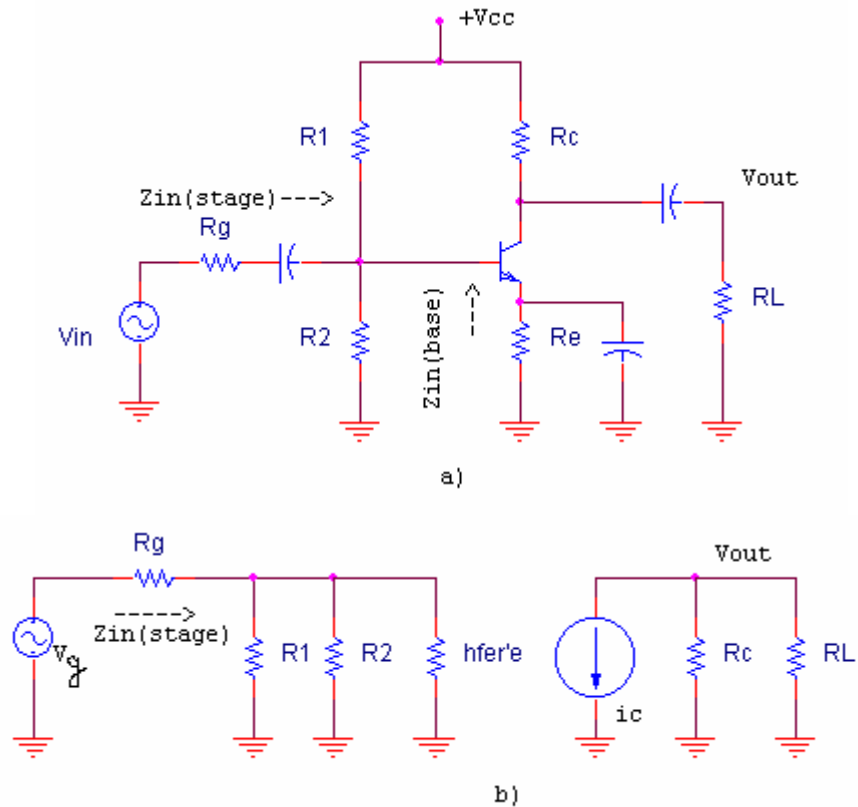 +Vcc
R1
Rc
Zin(stage)--->
Vout
Rg
Vin
R2
Zin(base)
--->
Re
RL
a)
Rg
Vout
----->
Zin(stage)
Vg
R1
R2
hfer'e
Rc
RL
ic
b)